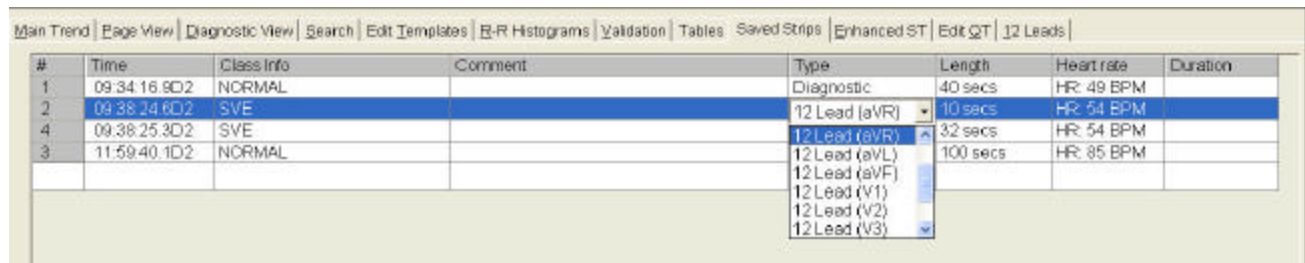 Main Trend Page View Diagnostic View Search Edit Templates R-R Histograms Validation Tables Saved Strips Enhanced ST Edit QT 12 Leads
# Time Class Info Comment Type Length Heart rate Duration
1 09:34:16.9D2 NORMAL Diagnostic 40 secs HR: 49 BPM
2 09:38:24.6D2 SVE 12 Lead (aVR) 10 secs HR: 54 BPM
4 09:38:25.3D2 SVE 12 Lead (aVR) 32 secs HR: 54 BPM
3 11:59:40.1D2 NORMAL 12 Lead (aVL) 100 secs HR: 85 BPM
12 Lead (aVF)
12 Lead (V1)
12 Lead (V2)
12 Lead (V3)